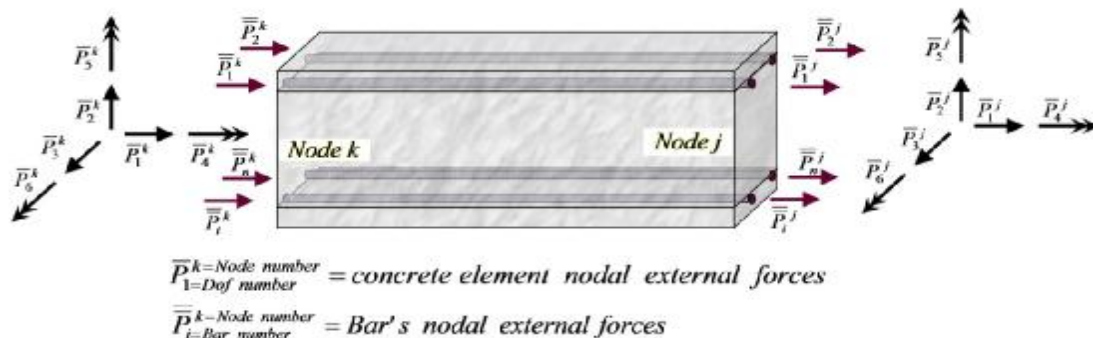 P̅₅ᵏ
P̅₂ᵏ
P̅₃ᵏ
P̅₁ᵏ
P̅₄ᵏ
P̅₆ᵏ
P̿₂ᵏ
P̿₁ᵏ
P̿ₙᵏ
P̿ᵢᵏ
Node k
Node j
P̿₂ʲ
P̿₁ʲ
P̿ₙʲ
P̿ᵢʲ
P̅₅ʲ
P̅₂ʲ
P̅₁ʲ
P̅₄ʲ
P̅₃ʲ
P̅₆ʲ
P̅ k=Node number 1=Dof number = concrete element nodal external forces
P̿ k=Node number i=Bar number = Bar's nodal external forces